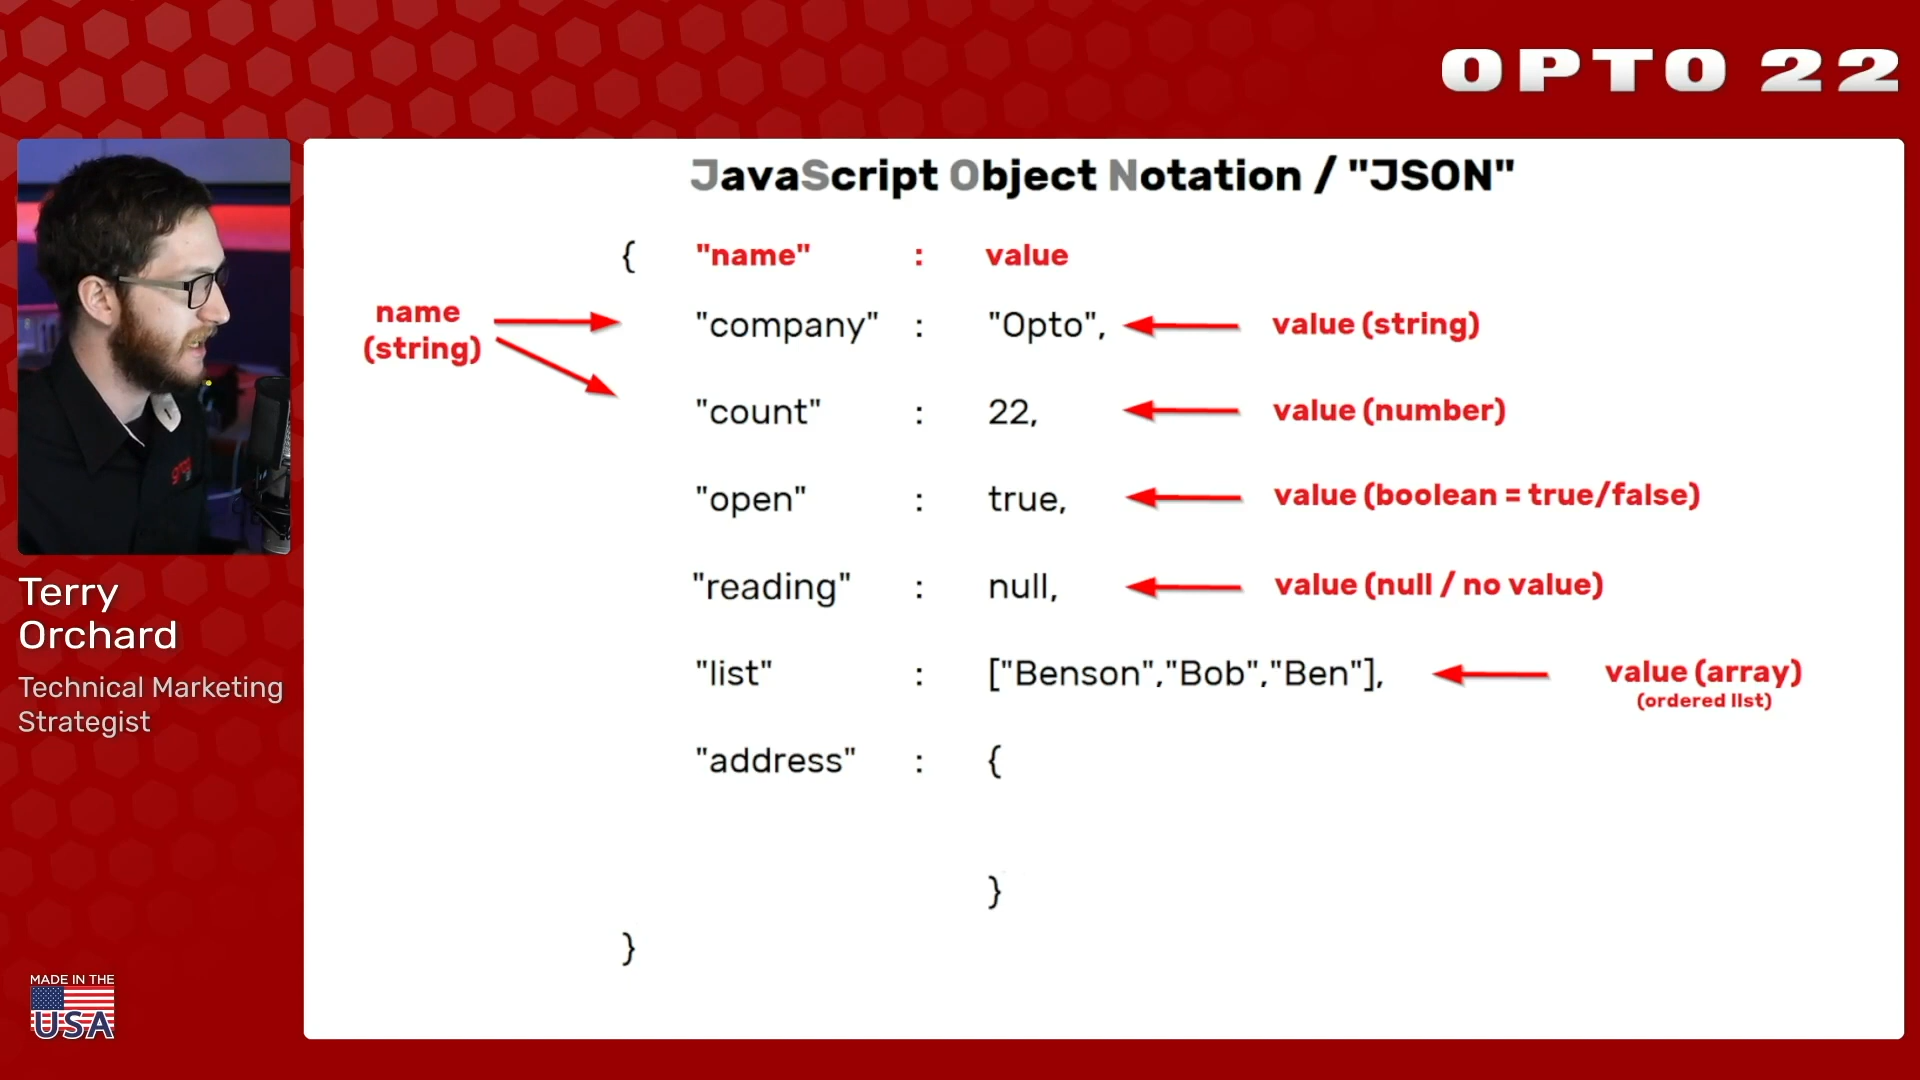 OPTO 22
JavaScript Object Notation / "JSON"
{ "name" : value
name
(string)
"company" : "Opto", value (string)
"count" : 22, value (number)
"open" : true, value (boolean = true/false)
"reading" : null, value (null / no value)
"list" : ["Benson","Bob","Ben"], value (array)
(ordered list)
"address" : {
}
}
Terry
Orchard
Technical Marketing
Strategist
MADE IN THE
USA